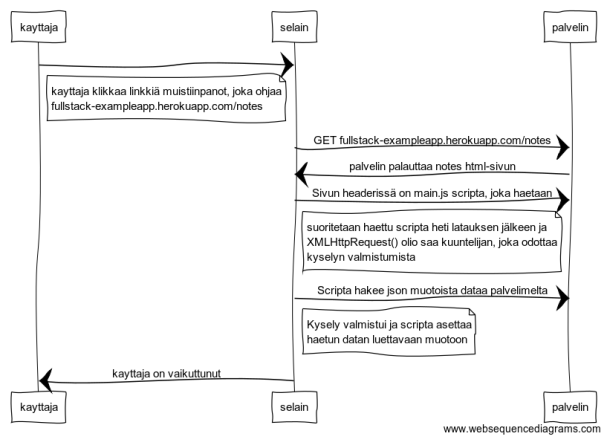 kayttaja
selain
palvelin
kayttaja klikkaa linkkiä muistiinpanot, joka ohjaa
fullstack-exampleapp.herokuapp.com/notes
GET fullstack-exampleapp.herokuapp.com/notes
palvelin palauttaa notes html-sivun
Sivun headerissä on main.js scripta, joka haetaan
suoritetaan haettu scripta heti latauksen jälkeen ja
XMLHttpRequest() olio saa kuuntelijan, joka odottaa
kyselyn valmistumista
Scripta hakee json muotoista dataa palvelimelta
Kysely valmistui ja scripta asettaa
haetun datan luettavaan muotoon
kayttaja on vaikuttunut
kayttaja
selain
palvelin
www.websequencediagrams.com